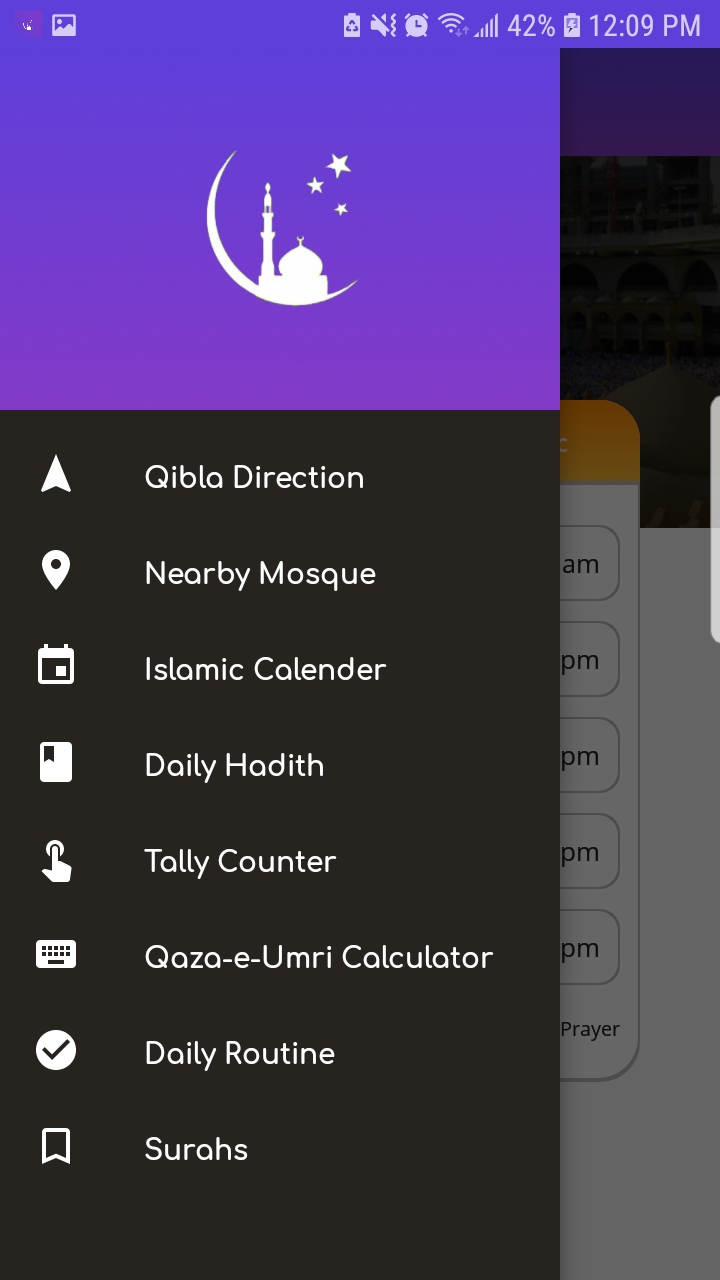 42% 12:09 PM
Qibla Direction
Nearby Mosque
Islamic Calender
Daily Hadith
Tally Counter
Qaza-e-Umri Calculator
Daily Routine
Surahs
am
pm
pm
pm
pm
Prayer